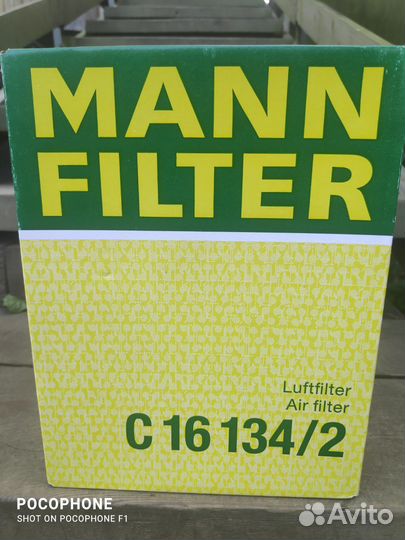 MANN
FILTER
Luftfilter
Air filter
C 16 134/2
POCOPHONE
SHOT ON POCOPHONE F1
Avito